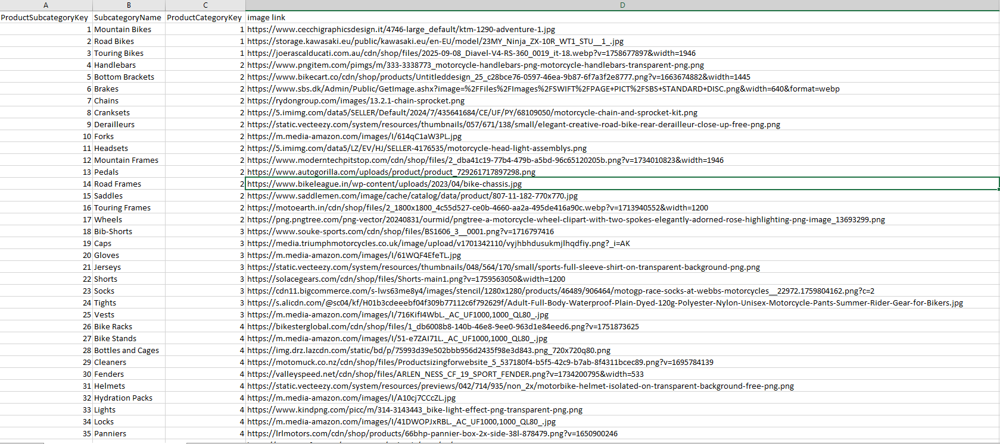 A B C D
ProductSubcategoryKey SubcategoryName ProductCategoryKey image link
1 Mountain Bikes 1 https://www.cecchigraphicsdesign.it/4746-large_default/ktm-1290-adventure-1.jpg
2 Road Bikes 1 https://storage.kawasaki.eu/public/kawasaki.eu/en-EU/model/23MY_Ninja_ZX-10R_WT1_STU__1_.jpg
3 Touring Bikes 1 https://joerascalducati.com.au/cdn/shop/files/2025-09-08_Diavel-V4-RS-360_0019_it-18.webp?v=1758677897&width=1946
4 Handlebars 2 https://www.pngitem.com/pimgs/m/333-3338773_motorcycle-handlebars-png-motorcycle-handlebars-transparent-png.png
5 Bottom Brackets 2 https://www.bikecart.co/cdn/shop/products/Untitleddesign_25_c28bce76-0597-46ea-9b87-6f7a3f2e8777.png?v=1663674882&width=1445
6 Brakes 2 https://www.sbs.dk/Admin/Public/GetImage.ashx?image=%2FFiles%2FImages%2FSWIFT%2FPAGE+PICT%2FSBS+STANDARD+DISC.png&width=640&format=webp
7 Chains 2 https://rydongroup.com/images/13.2.1-chain-sprocket.png
8 Cranksets 2 https://5.imimg.com/data5/SELLER/Default/2024/7/435641684/CE/UF/PY/68109050/motorcycle-chain-and-sprocket-kit.png
9 Derailleurs 2 https://static.vecteezy.com/system/resources/thumbnails/057/671/138/small/elegant-creative-road-bike-rear-derailleur-close-up-free-png.png
10 Forks 2 https://m.media-amazon.com/images/I/614qC1aW3PL.jpg
11 Headsets 2 https://5.imimg.com/data5/LZ/EV/HJ/SELLER-4176535/motorcycle-head-light-assemblys.png
12 Mountain Frames 2 https://www.moderntechpitstop.com/cdn/shop/files/2_dba41c19-77b4-479b-a5bd-96c65120205b.png?v=1734010823&width=1946
13 Pedals 2 https://www.autogorilla.com/uploads/product/product_729261717897298.png
14 Road Frames 2 https://www.bikeleague.in/wp-content/uploads/2023/04/bike-chassis.jpg
15 Saddles 2 https://www.saddlemen.com/image/cache/catalog/data/product/807-11-182-770x770.jpg
16 Touring Frames 2 https://motoearth.in/cdn/shop/files/2_1800x1800_4c55d527-ce0b-4660-aa2a-495de416a90c.webp?v=1713940552&width=1200
17 Wheels 2 https://png.pngtree.com/png-vector/20240831/ourmid/pngtree-a-motorcycle-wheel-clipart-with-two-spokes-elegantly-adorned-rose-highlighting-png-image_13693299.png
18 Bib-Shorts 3 https://www.souke-sports.com/cdn/shop/files/BS1606_3__0001.png?v=1716797416
19 Caps 3 https://media.triumphmotorcycles.co.uk/image/upload/v1701342110/vyjhbhdusukmjlhqdfiy.png?_i=AK
20 Gloves 3 https://m.media-amazon.com/images/I/61WQF4EfeTL.jpg
21 Jerseys 3 https://static.vecteezy.com/system/resources/thumbnails/048/564/170/small/sports-full-sleeve-shirt-on-transparent-background-png.png
22 Shorts 3 https://solacegears.com/cdn/shop/files/Shorts-main1.png?v=1759563050&width=1200
23 Socks 3 https://cdn11.bigcommerce.com/s-lws63me8y4/images/stencil/1280x1280/products/46489/906464/motogp-race-socks-at-webbs-motorcycles__22972.1759804162.png?c=2
24 Tights 3 https://s.alicdn.com/@sc04/kf/H01b3cdeeebf04f309b77112c6f792629f/Adult-Full-Body-Waterproof-Plain-Dyed-120g-Polyester-Nylon-Unisex-Motorcycle-Pants-Summer-Rider-Gear-for-Bikers.jpg
25 Vests 3 https://m.media-amazon.com/images/I/716KifI4WbL._AC_UF1000,1000_QL80_.jpg
26 Bike Racks 4 https://bikesterglobal.com/cdn/shop/files/1_db6008b8-140b-46e8-9ee0-963d1e84eed6.png?v=1751873625
27 Bike Stands 4 https://m.media-amazon.com/images/I/51-e7ZAI71L._AC_UF1000,1000_QL80_.jpg
28 Bottles and Cages 4 https://img.drz.lazcdn.com/static/bd/p/75993d39e502bbb956d2435f98e3d843.png_720x720q80.png
29 Cleaners 4 https://motomuck.co.nz/cdn/shop/files/Productsizingforwebsite_5_537180f4-b5f5-42c9-b7ab-8f4311bcec89.png?v=1695784139
30 Fenders 4 https://valleyspeed.net/cdn/shop/files/ARLEN_NESS_CF_19_SPORT_FENDER.png?v=1734200795&width=533
31 Helmets 4 https://static.vecteezy.com/system/resources/previews/042/714/935/non_2x/motorbike-helmet-isolated-on-transparent-background-free-png.png
32 Hydration Packs 4 https://m.media-amazon.com/images/I/A10cj7CCcZL.jpg
33 Lights 4 https://www.kindpng.com/picc/m/314-3143443_bike-light-effect-png-transparent-png.png
34 Locks 4 https://m.media-amazon.com/images/I/41DWOPJxRBL._AC_UF1000,1000_QL80_.jpg
35 Panniers 4 https://lrlmotors.com/cdn/shop/products/66bhp-pannier-box-2x-side-38l-878479.png?v=1650900246